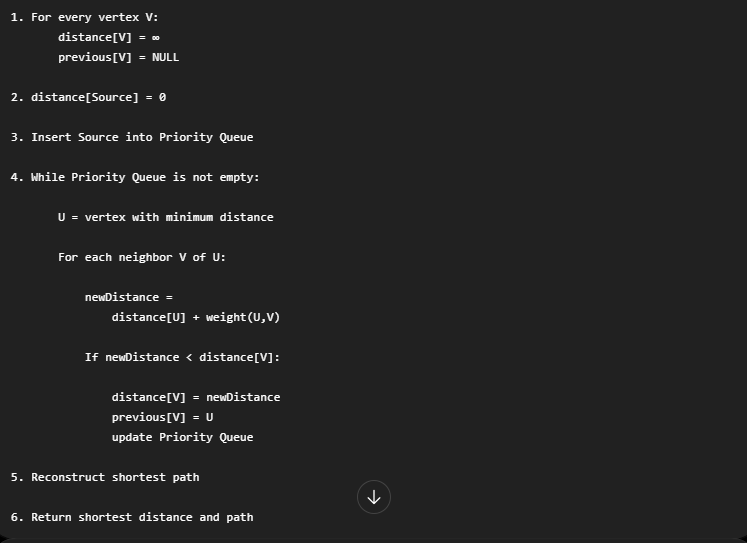 1. For every vertex V:
distance[V] = ∞
previous[V] = NULL
2. distance[Source] = 0
3. Insert Source into Priority Queue
4. While Priority Queue is not empty:
U = vertex with minimum distance
For each neighbor V of U:
newDistance =
distance[U] + weight(U,V)
If newDistance < distance[V]:
distance[V] = newDistance
previous[V] = U
update Priority Queue
5. Reconstruct shortest path
6. Return shortest distance and path